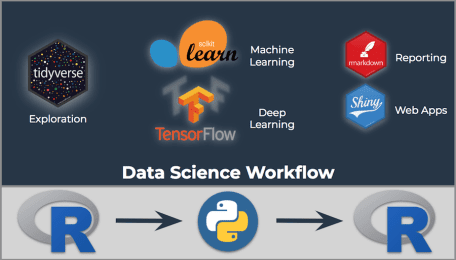 tidyverse
Exploration
scikit
learn
Machine
Learning
TensorFlow
Deep
Learning
rmarkdown
Reporting
Shiny
Web Apps
Data Science Workflow
R
R